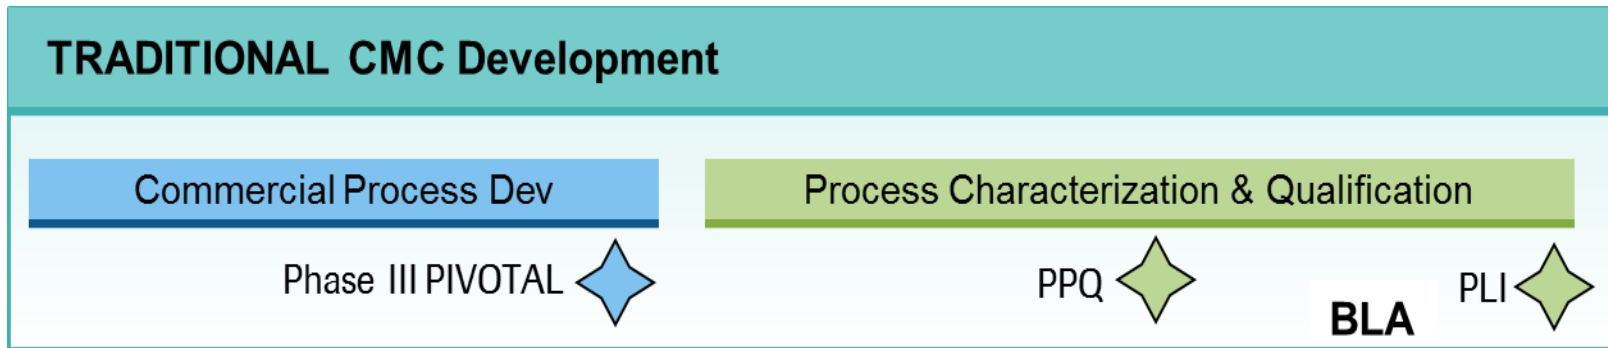 TRADITIONAL CMC Development
Commercial Process Dev
Process Characterization & Qualification
Phase III PIVOTAL
PPQ
BLA
PLI